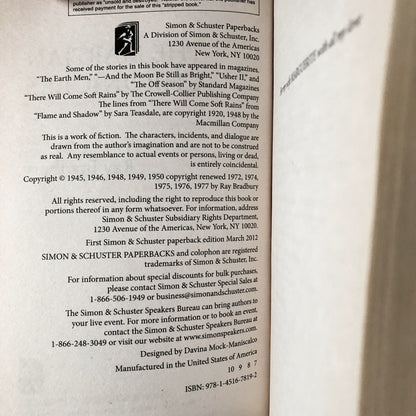 publisher as "unsold and destroyed."
received payment for the sale of this "stripped book."
Simon & Schuster Paperbacks
A Division of Simon & Schuster, Inc.
1230 Avenue of the Americas
New York, NY 10020
Some of the stories in this book have appeared in magazines,
"The Earth Men," "—And the Moon Be Still as Bright," "Usher II," and
"The Off Season" by Standard Magazines
"There Will Come Soft Rains" by The Crowell-Collier Publishing Company
The lines from "There Will Come Soft Rains" from
"Flame and Shadow" by Sara Teasdale, are copyright 1920, 1948 by the
Macmillan Company
This is a work of fiction. The characters, incidents, and dialogue are
drawn from the author's imagination and are not to be construed
as real. Any resemblance to actual events or persons, living or dead,
is entirely coincidental.
Copyright © 1945, 1946, 1948, 1949, 1950 copyright renewed 1972, 1974,
1975, 1976, 1977 by Ray Bradbury
All rights reserved, including the right to reproduce this book or
portions thereof in any form whatsoever. For information, address
Simon & Schuster Subsidiary Rights Department,
1230 Avenue of the Americas, New York, NY 10020.
First Simon & Schuster paperback edition March 2012
SIMON & SCHUSTER PAPERBACKS and colophon are registered
trademarks of Simon & Schuster, Inc.
For information about special discounts for bulk purchases,
please contact Simon & Schuster Special Sales at
1-866-506-1949 or business@simonandschuster.com.
The Simon & Schuster Speakers Bureau can bring authors to
your live event. For more information or to book an event,
contact the Simon & Schuster Speakers Bureau at
1-866-248-3049 or visit our website at www.simonspeakers.com.
Designed by Davina Mock-Maniscalco
Manufactured in the United States of America
10 9 8 7
ISBN: 978-1-4516-7819-2